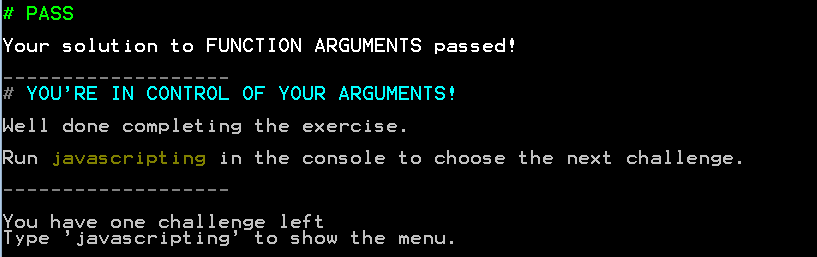 # PASS
Your solution to FUNCTION ARGUMENTS passed!
___________________
# YOU'RE IN CONTROL OF YOUR ARGUMENTS!
Well done completing the exercise.
Run javascripting in the console to choose the next challenge.
___________________
You have one challenge left
Type 'javascripting' to show the menu.